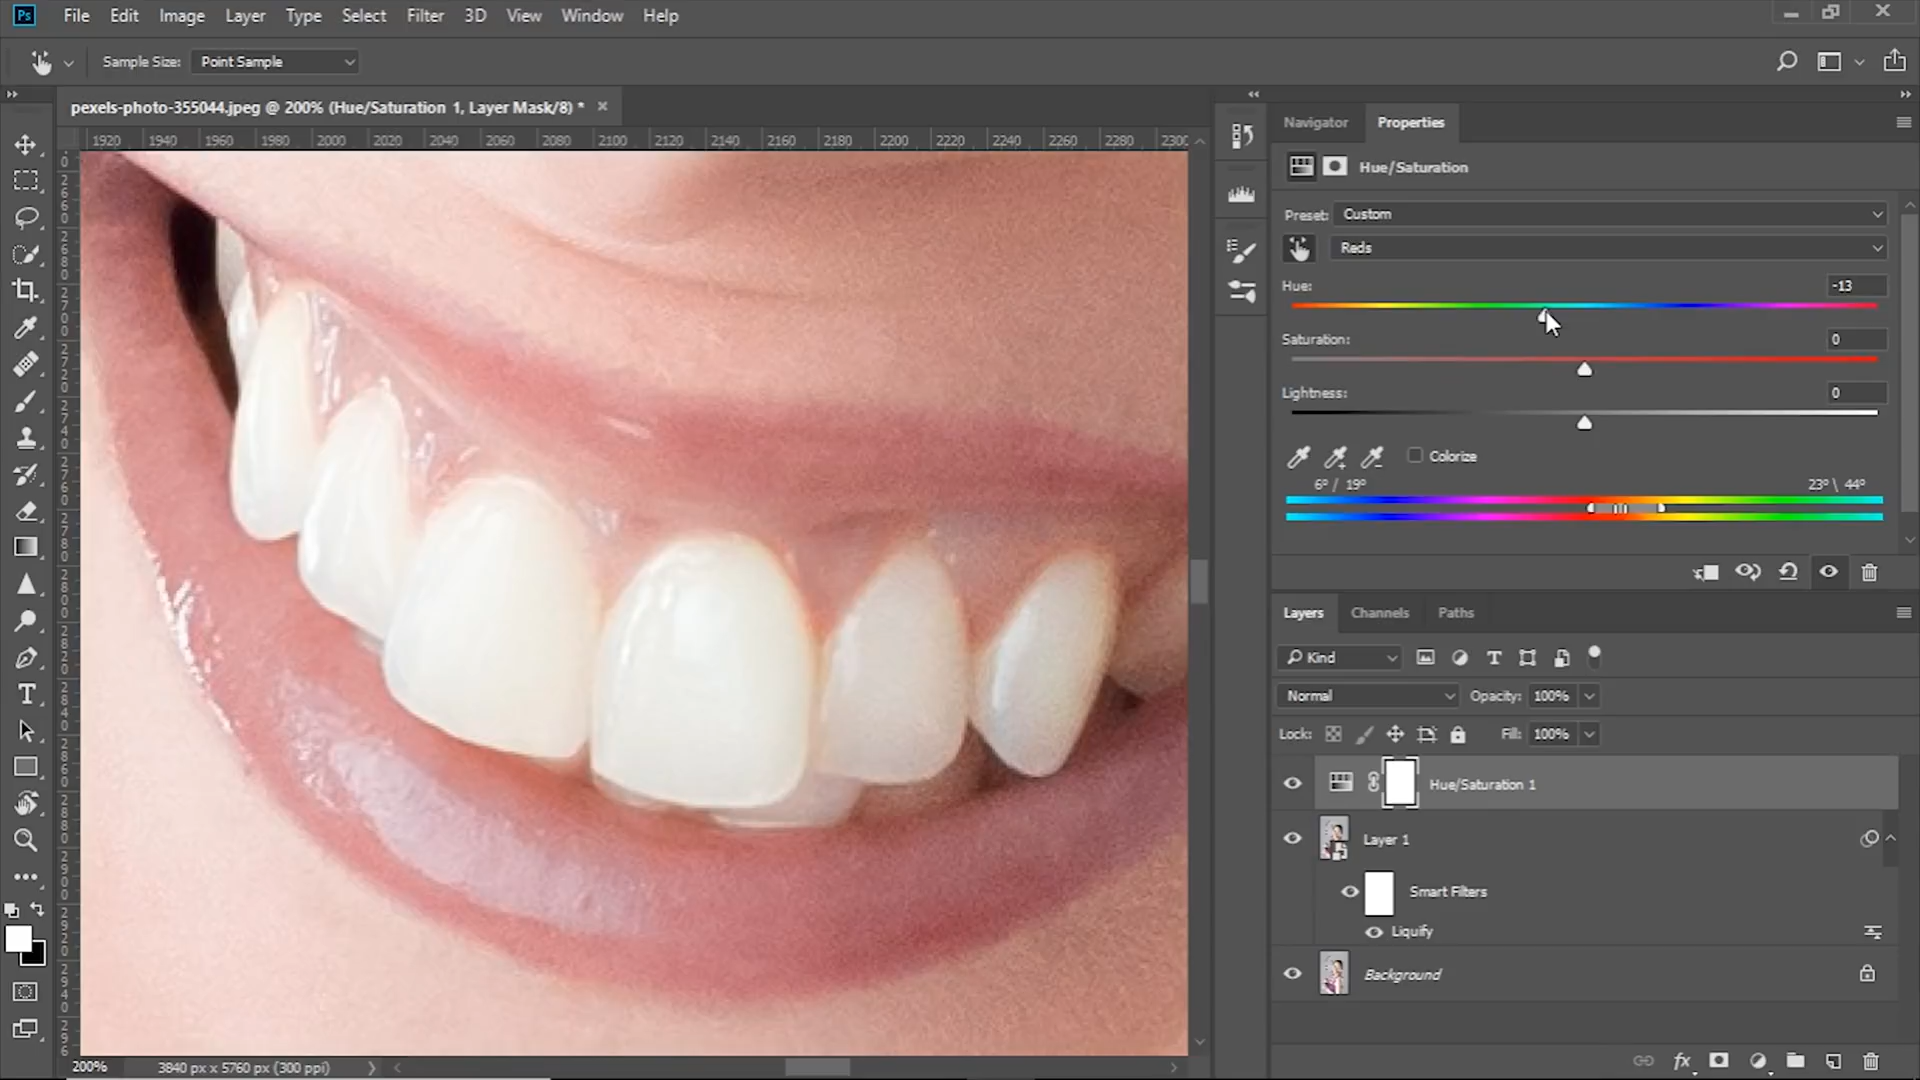 Ps File Edit Image Layer Type Select Filter 3D View Window Help
Sample Size: Point Sample
pexels-photo-355044.jpeg @ 200% (Hue/Saturation 1, Layer Mask/8) *
1920 1940 1960 1980 2000 2020 2040 2060 2080 2100 2120 2140 2160 2180 2200 2220 2240 2260 2280 2300
Navigator Properties
Hue/Saturation
Preset: Custom
Reds
Hue: -13
Saturation: 0
Lightness: 0
Colorize
6° / 19° 23° \ 44°
Layers Channels Paths
Kind
Normal Opacity: 100%
Lock: Fill: 100%
Hue/Saturation 1
Layer 1
Smart Filters
Liquify
Background
200% 3840 px x 5760 px (300 ppi)